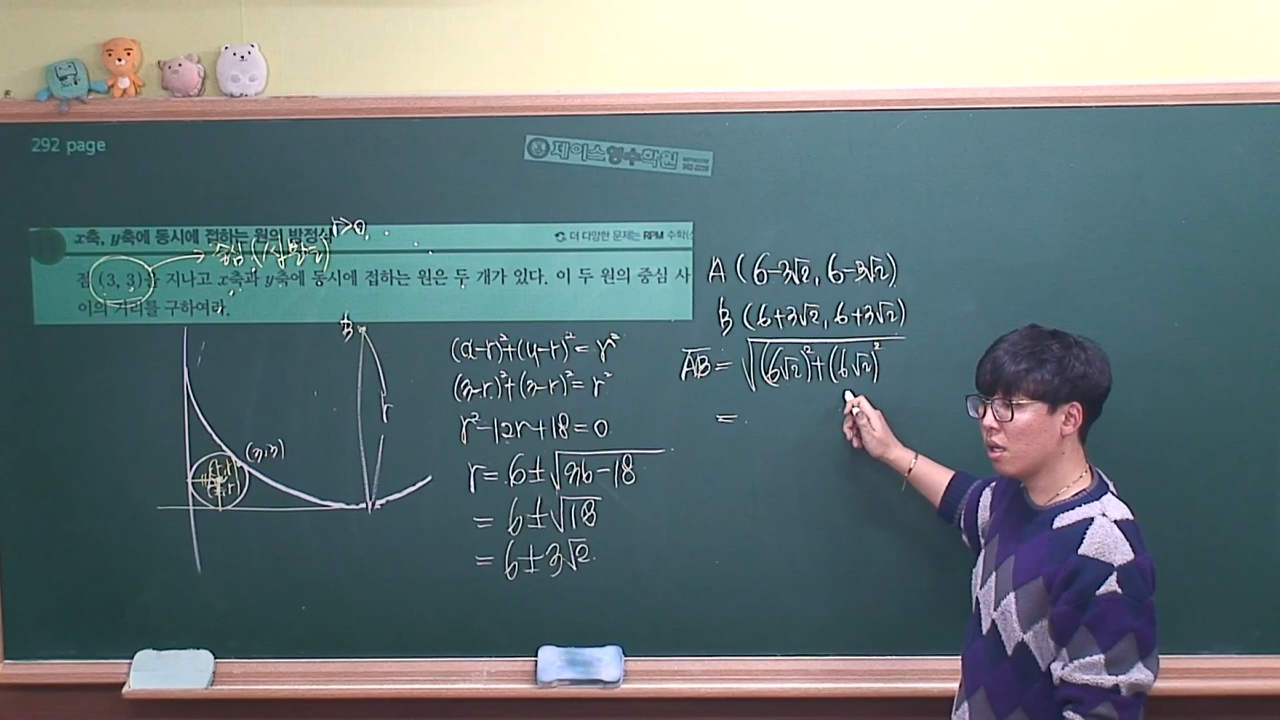 292 page
제이스영수학원
x축, y축에 동시에 접하는 원의 방정식
r>0
더 다양한 문제는 RPM 수학(
중심
점 (3, 3)을 지나고 x축과 y축에 동시에 접하는 원은 두 개가 있다. 이 두 원의 중심 사
이의 거리를 구하여라.
B
r
(3,3)
(x-r)²+(y-r)²=r²
(3-r)²+(3-r)²=r²
r²-12r+18=0
r=6±√36-18
=6±√18
=6±3√2
A(6-3√2, 6-3√2)
B(6+3√2, 6+3√2)
AB=√(6√2)²+(6√2)²
=